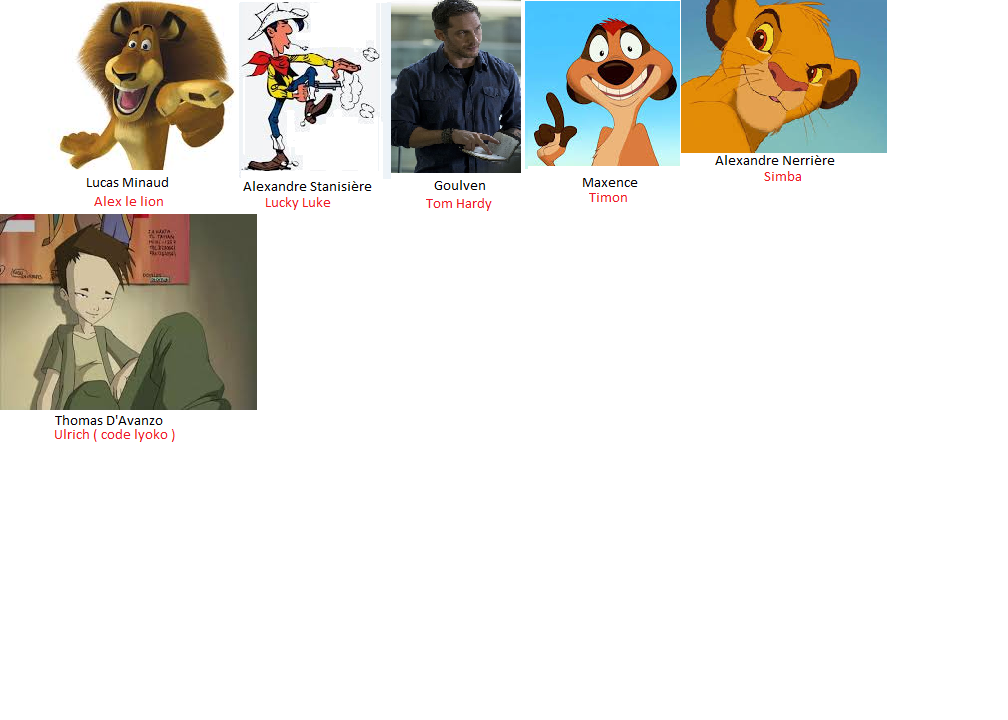 Lucas Minaud
Alex le lion
Alexandre Stanisière
Lucky Luke
Goulven
Tom Hardy
Maxence
Timon
Alexandre Nerrière
Simba
Thomas D'Avanzo
Ulrich ( code lyoko )